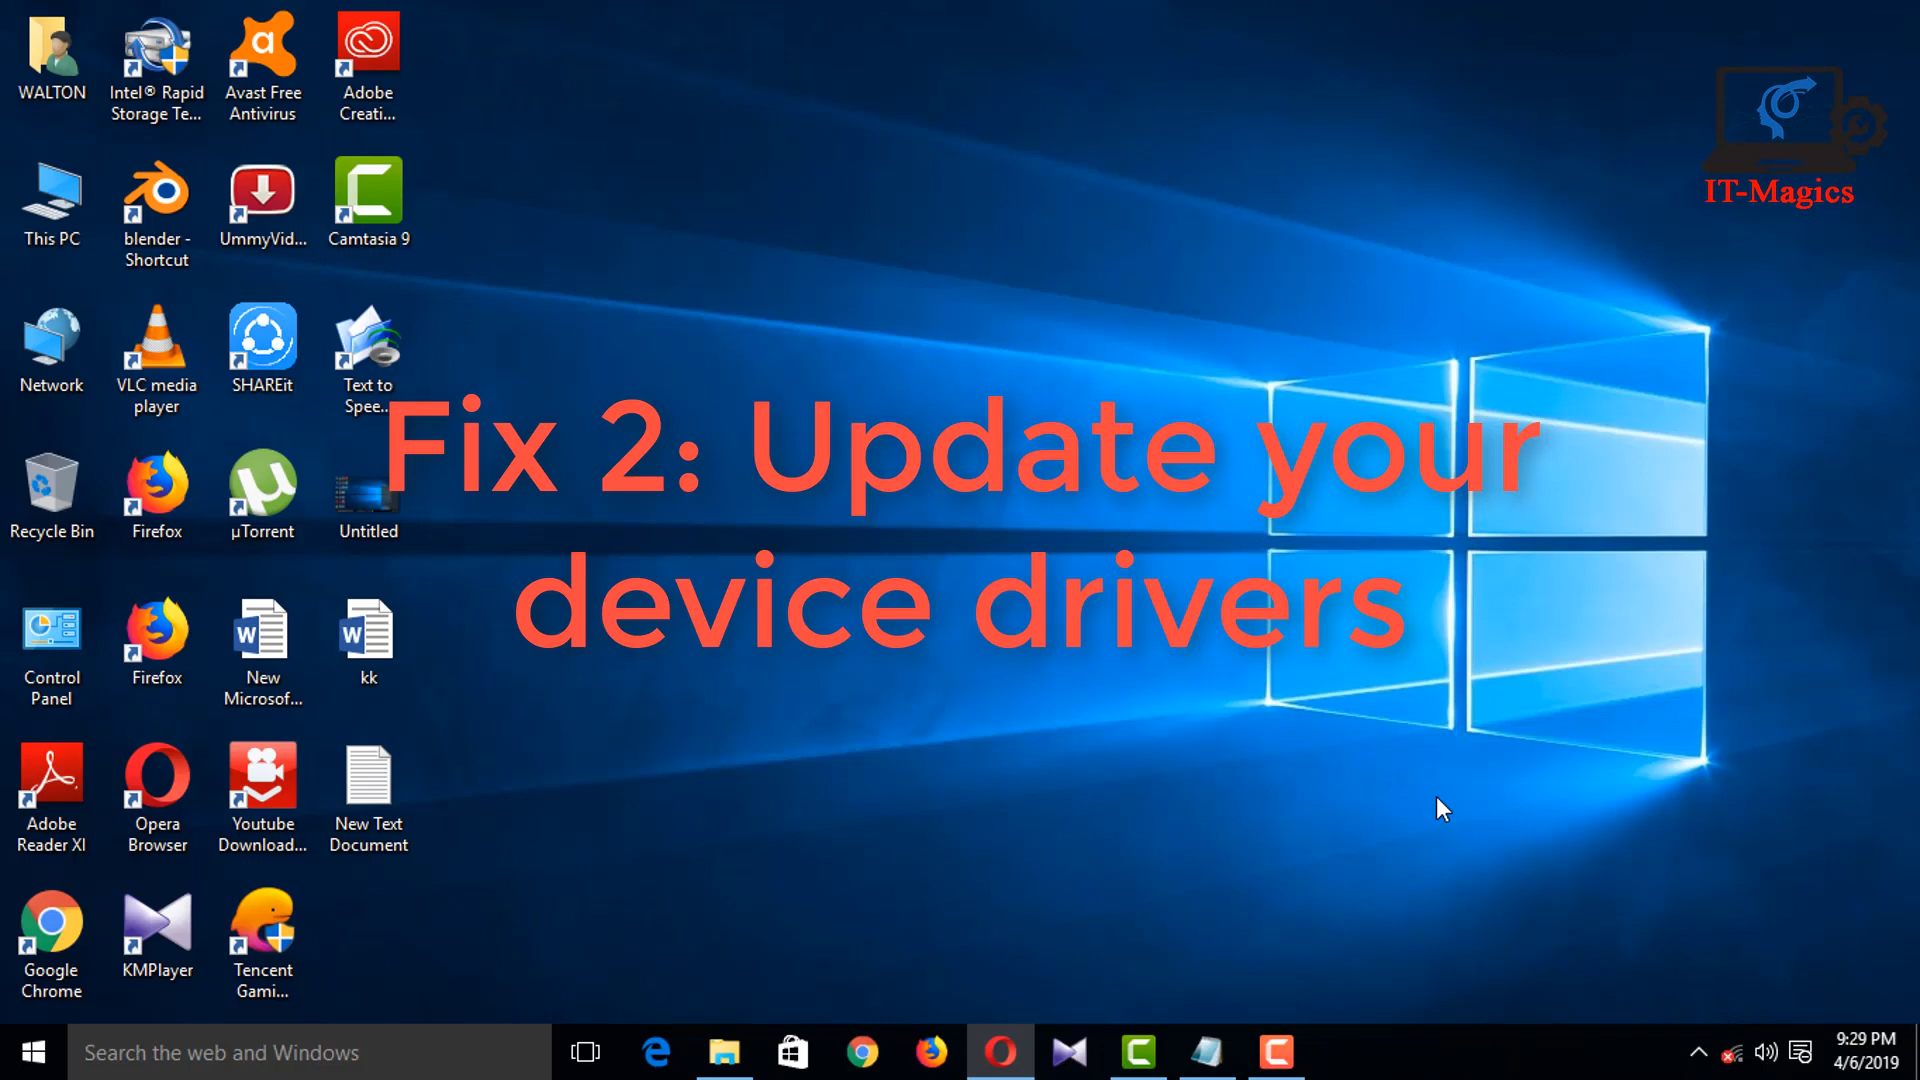 WALTON
Intel® Rapid
Storage Te...
Avast Free
Antivirus
Adobe
Creati...
This PC
blender -
Shortcut
UmmyVid...
Camtasia 9
IT-Magics
Network
VLC media
player
SHAREit
Text to
Spee...
Fix 2: Update your
device drivers
Recycle Bin
Firefox
µTorrent
Untitled
Control
Panel
Firefox
New
Microsof...
kk
Adobe
Reader XI
Opera
Browser
Youtube
Download...
New Text
Document
Google
Chrome
KMPlayer
Tencent
Gami...
Search the web and Windows
9:29 PM
4/6/2019